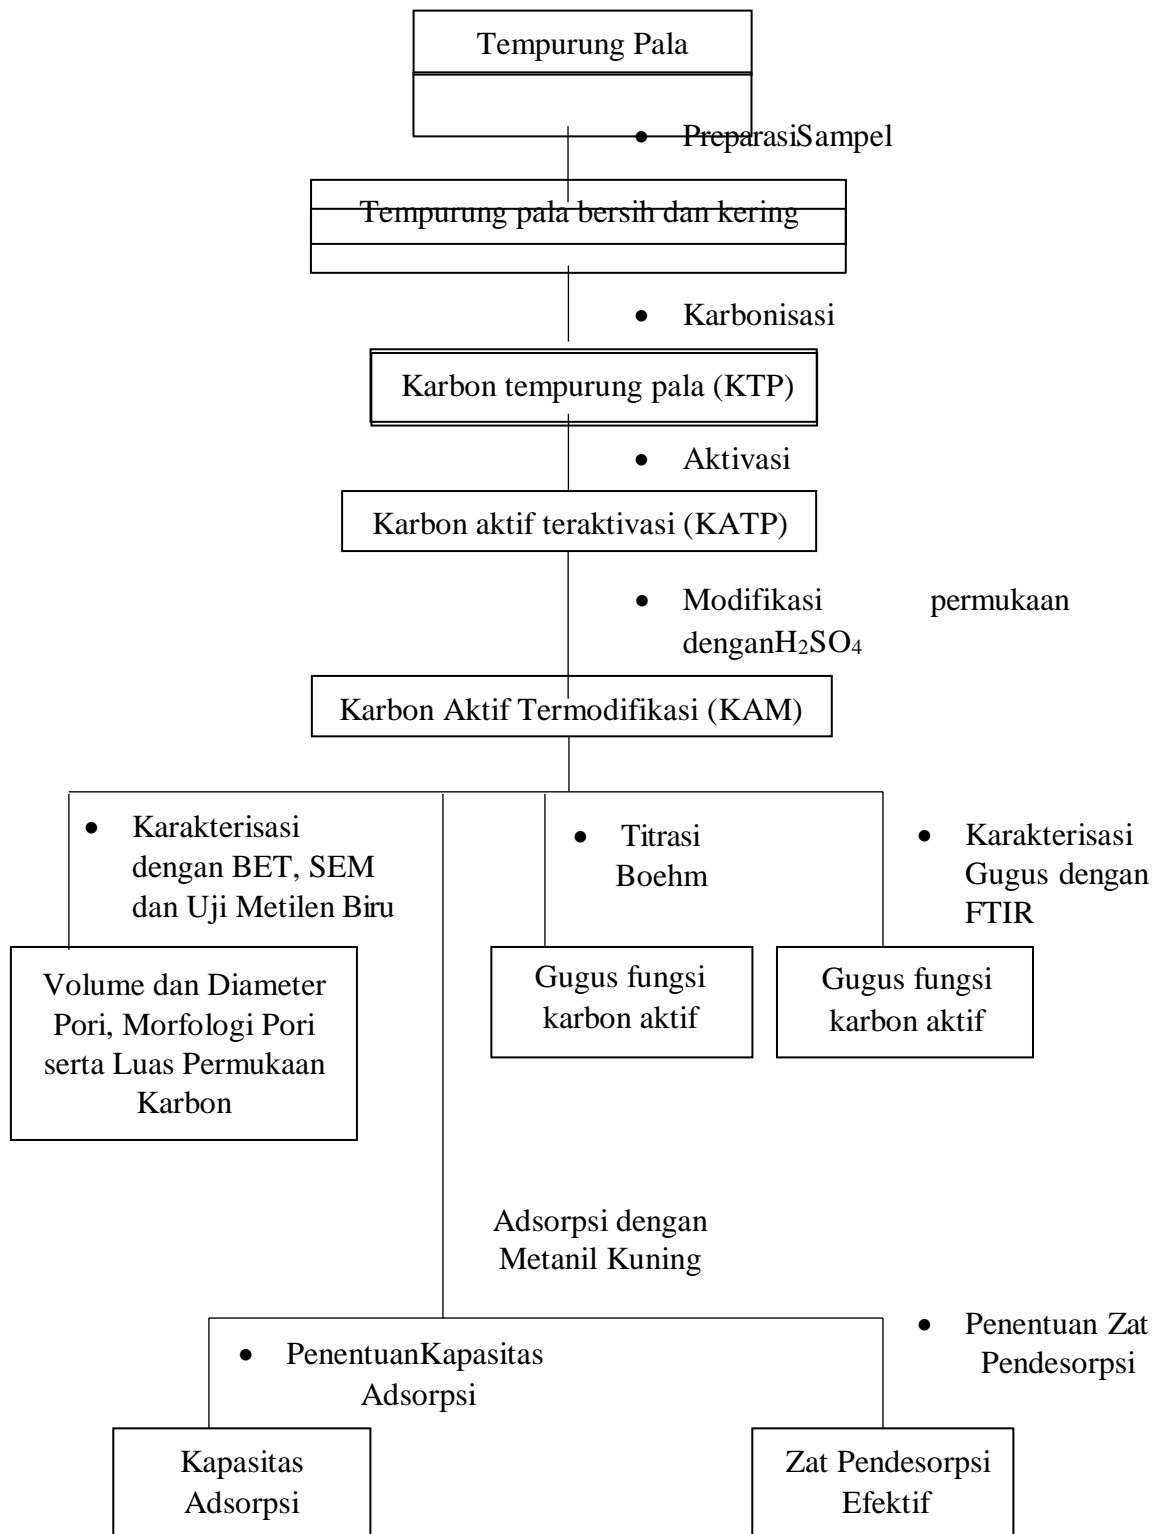 Tempurung Pala
• PreparasiSampel
Tempurung pala bersih dan kering
• Karbonisasi
Karbon tempurung pala (KTP)
• Aktivasi
Karbon aktif teraktivasi (KATP)
• Modifikasi permukaan
denganH₂SO₄
Karbon Aktif Termodifikasi (KAM)
• Karakterisasi
dengan BET, SEM
dan Uji Metilen Biru
• Titrasi
Boehm
• Karakterisasi
Gugus dengan
FTIR
Volume dan Diameter
Pori, Morfologi Pori
serta Luas Permukaan
Karbon
Gugus fungsi
karbon aktif
Gugus fungsi
karbon aktif
Adsorpsi dengan
Metanil Kuning
• PenentuanKapasitas
Adsorpsi
• Penentuan Zat
Pendesorpsi
Kapasitas
Adsorpsi
Zat Pendesorpsi
Efektif